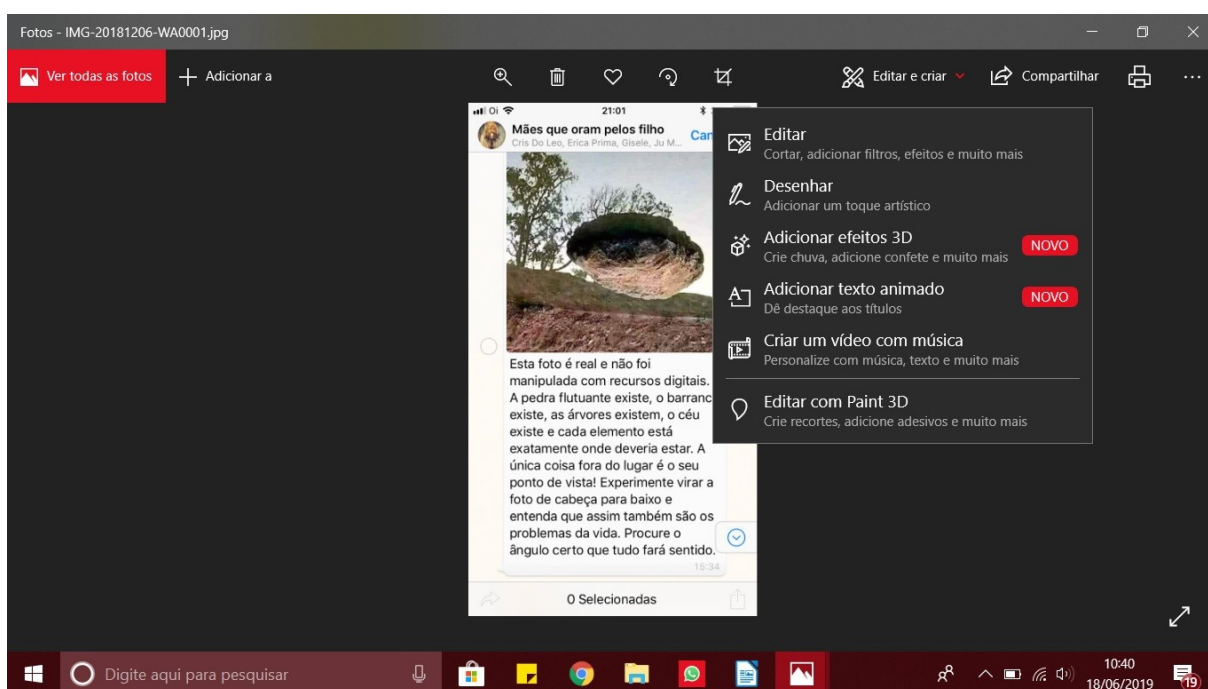 Fotos - IMG-20181206-WA0001.jpg
Ver todas as fotos
Adicionar a
Editar e criar
Compartilhar
Oi
21:01
Mães que oram pelos filho
Cris Do Leo, Erica Prima, Gisele, Ju M...
Can
Esta foto é real e não foi
manipulada com recursos digitais.
A pedra flutuante existe, o barranc
existe, as árvores existem, o céu
existe e cada elemento está
exatamente onde deveria estar. A
única coisa fora do lugar é o seu
ponto de vista! Experimente virar a
foto de cabeça para baixo e
entenda que assim também são os
problemas da vida. Procure o
ângulo certo que tudo fará sentido.
15:34
0 Selecionadas
Editar
Cortar, adicionar filtros, efeitos e muito mais
Desenhar
Adicionar um toque artístico
Adicionar efeitos 3D
Crie chuva, adicione confete e muito mais
NOVO
Adicionar texto animado
Dê destaque aos títulos
NOVO
Criar um vídeo com música
Personalize com música, texto e muito mais
Editar com Paint 3D
Crie recortes, adicione adesivos e muito mais
Digite aqui para pesquisar
10:40
18/06/2019
19